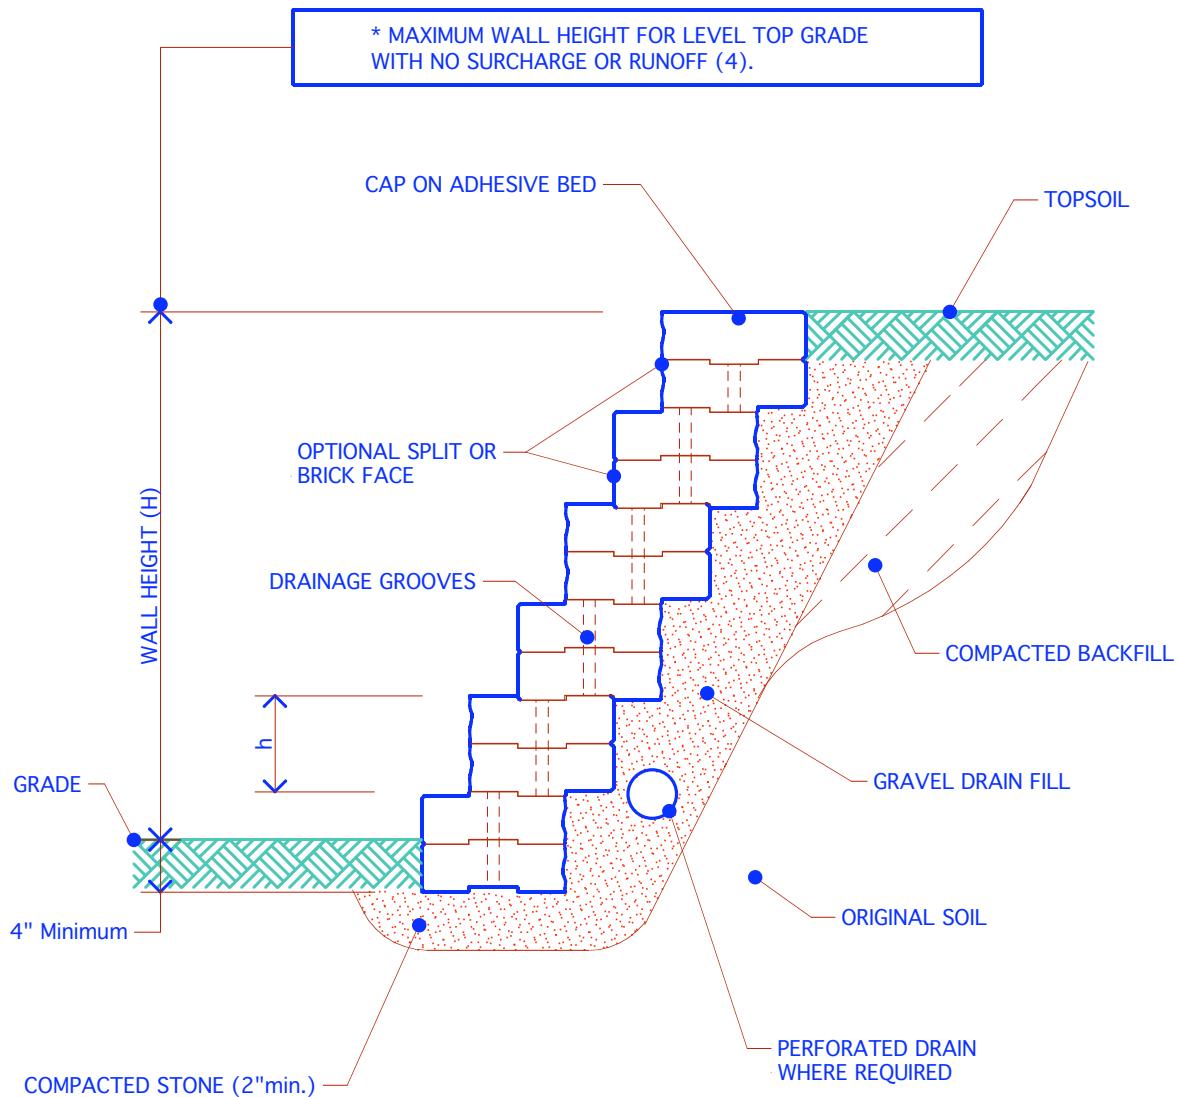 * MAXIMUM WALL HEIGHT FOR LEVEL TOP GRADE
WITH NO SURCHARGE OR RUNOFF (4).
CAP ON ADHESIVE BED
TOPSOIL
OPTIONAL SPLIT OR
BRICK FACE
WALL HEIGHT (H)
DRAINAGE GROOVES
COMPACTED BACKFILL
h
GRADE
GRAVEL DRAIN FILL
ORIGINAL SOIL
4" Minimum
PERFORATED DRAIN
WHERE REQUIRED
COMPACTED STONE (2"min.)